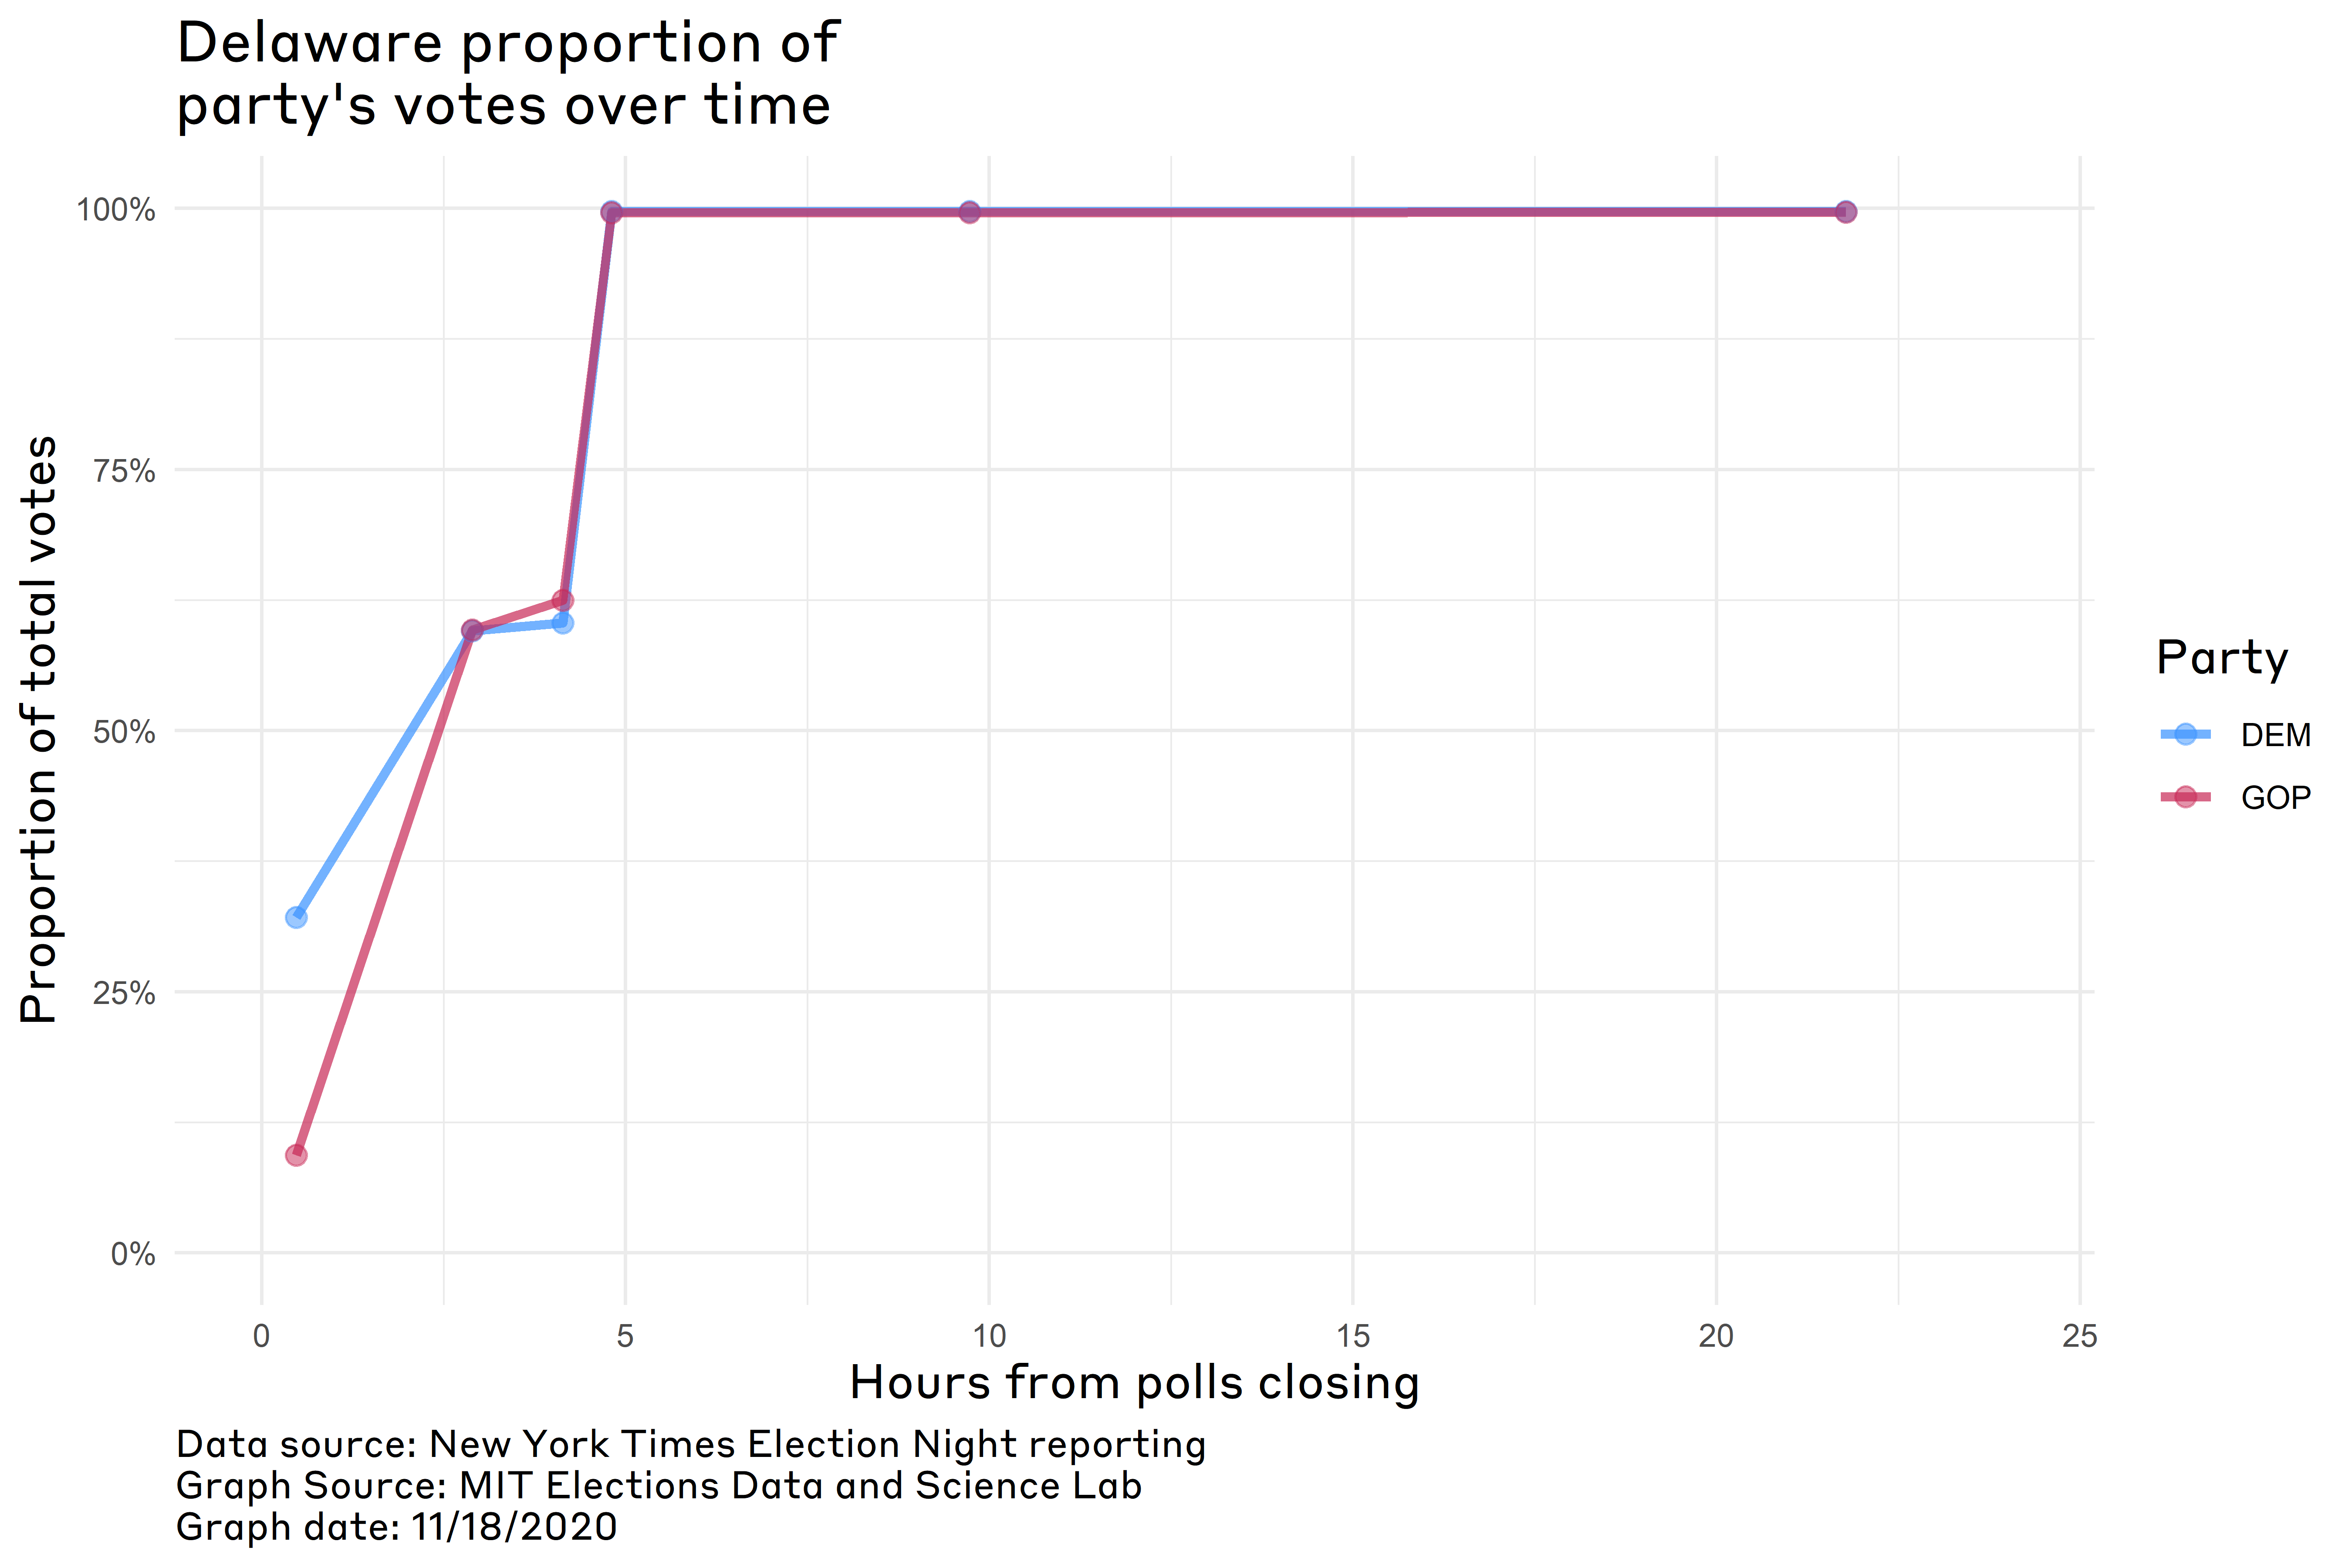 Delaware proportion of
party's votes over time
Proportion of total votes
100%
75%
50%
25%
0%
0 5 10 15 20 25
Hours from polls closing
Party
DEM
GOP
Data source: New York Times Election Night reporting
Graph Source: MIT Elections Data and Science Lab
Graph date: 11/18/2020